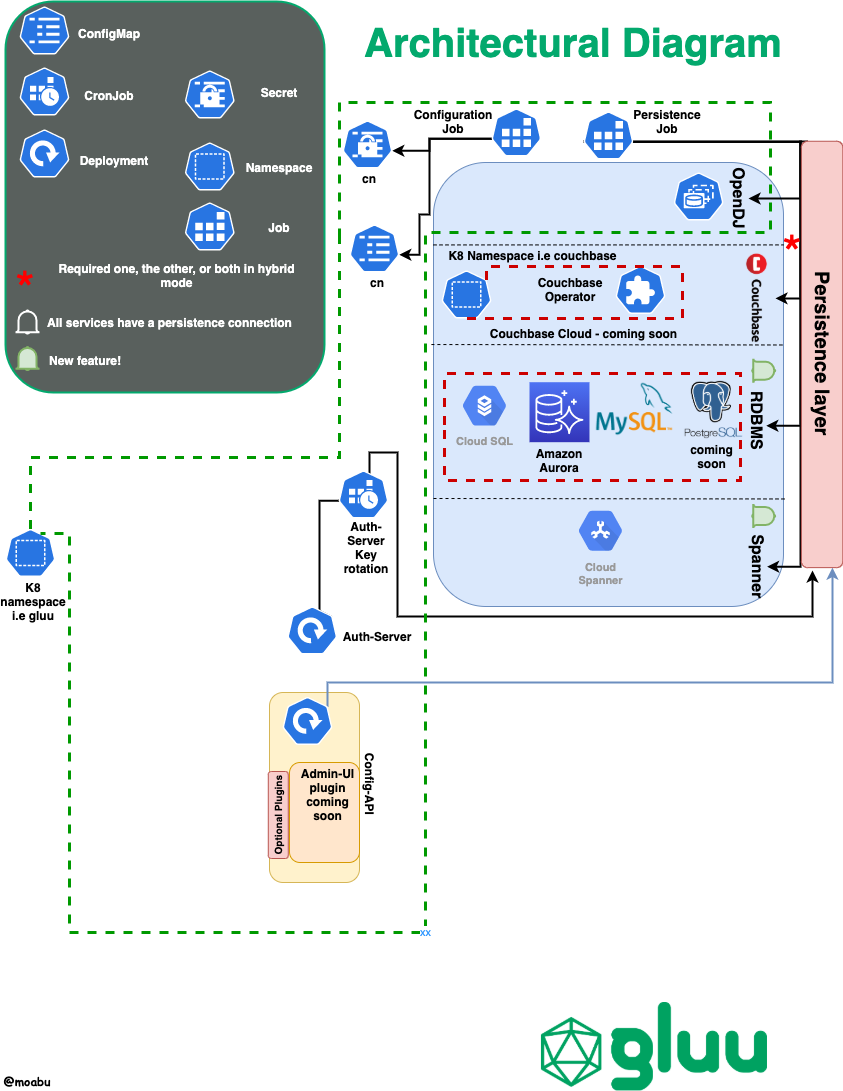 Architectural Diagram
ConfigMap
CronJob
Secret
Deployment
Namespace
Job
Required one, the other, or both in hybrid
mode
All services have a persistence connection
New feature!
Configuration
Job
Persistence
Job
cn
cn
OpenDJ
K8 Namespace i.e couchbase
Couchbase
Operator
Couchbase
Couchbase Cloud - coming soon
Persistence layer
Cloud SQL
Amazon
Aurora
MySQL™
PostgreSQL
coming
soon
RDBMS
Cloud
Spanner
Spanner
Auth-
Server
Key
rotation
K8
namespace
i.e gluu
Auth-Server
Config-API
Optional Plugins
Admin-UI
plugin
coming
soon
xx
gluu
@moabu